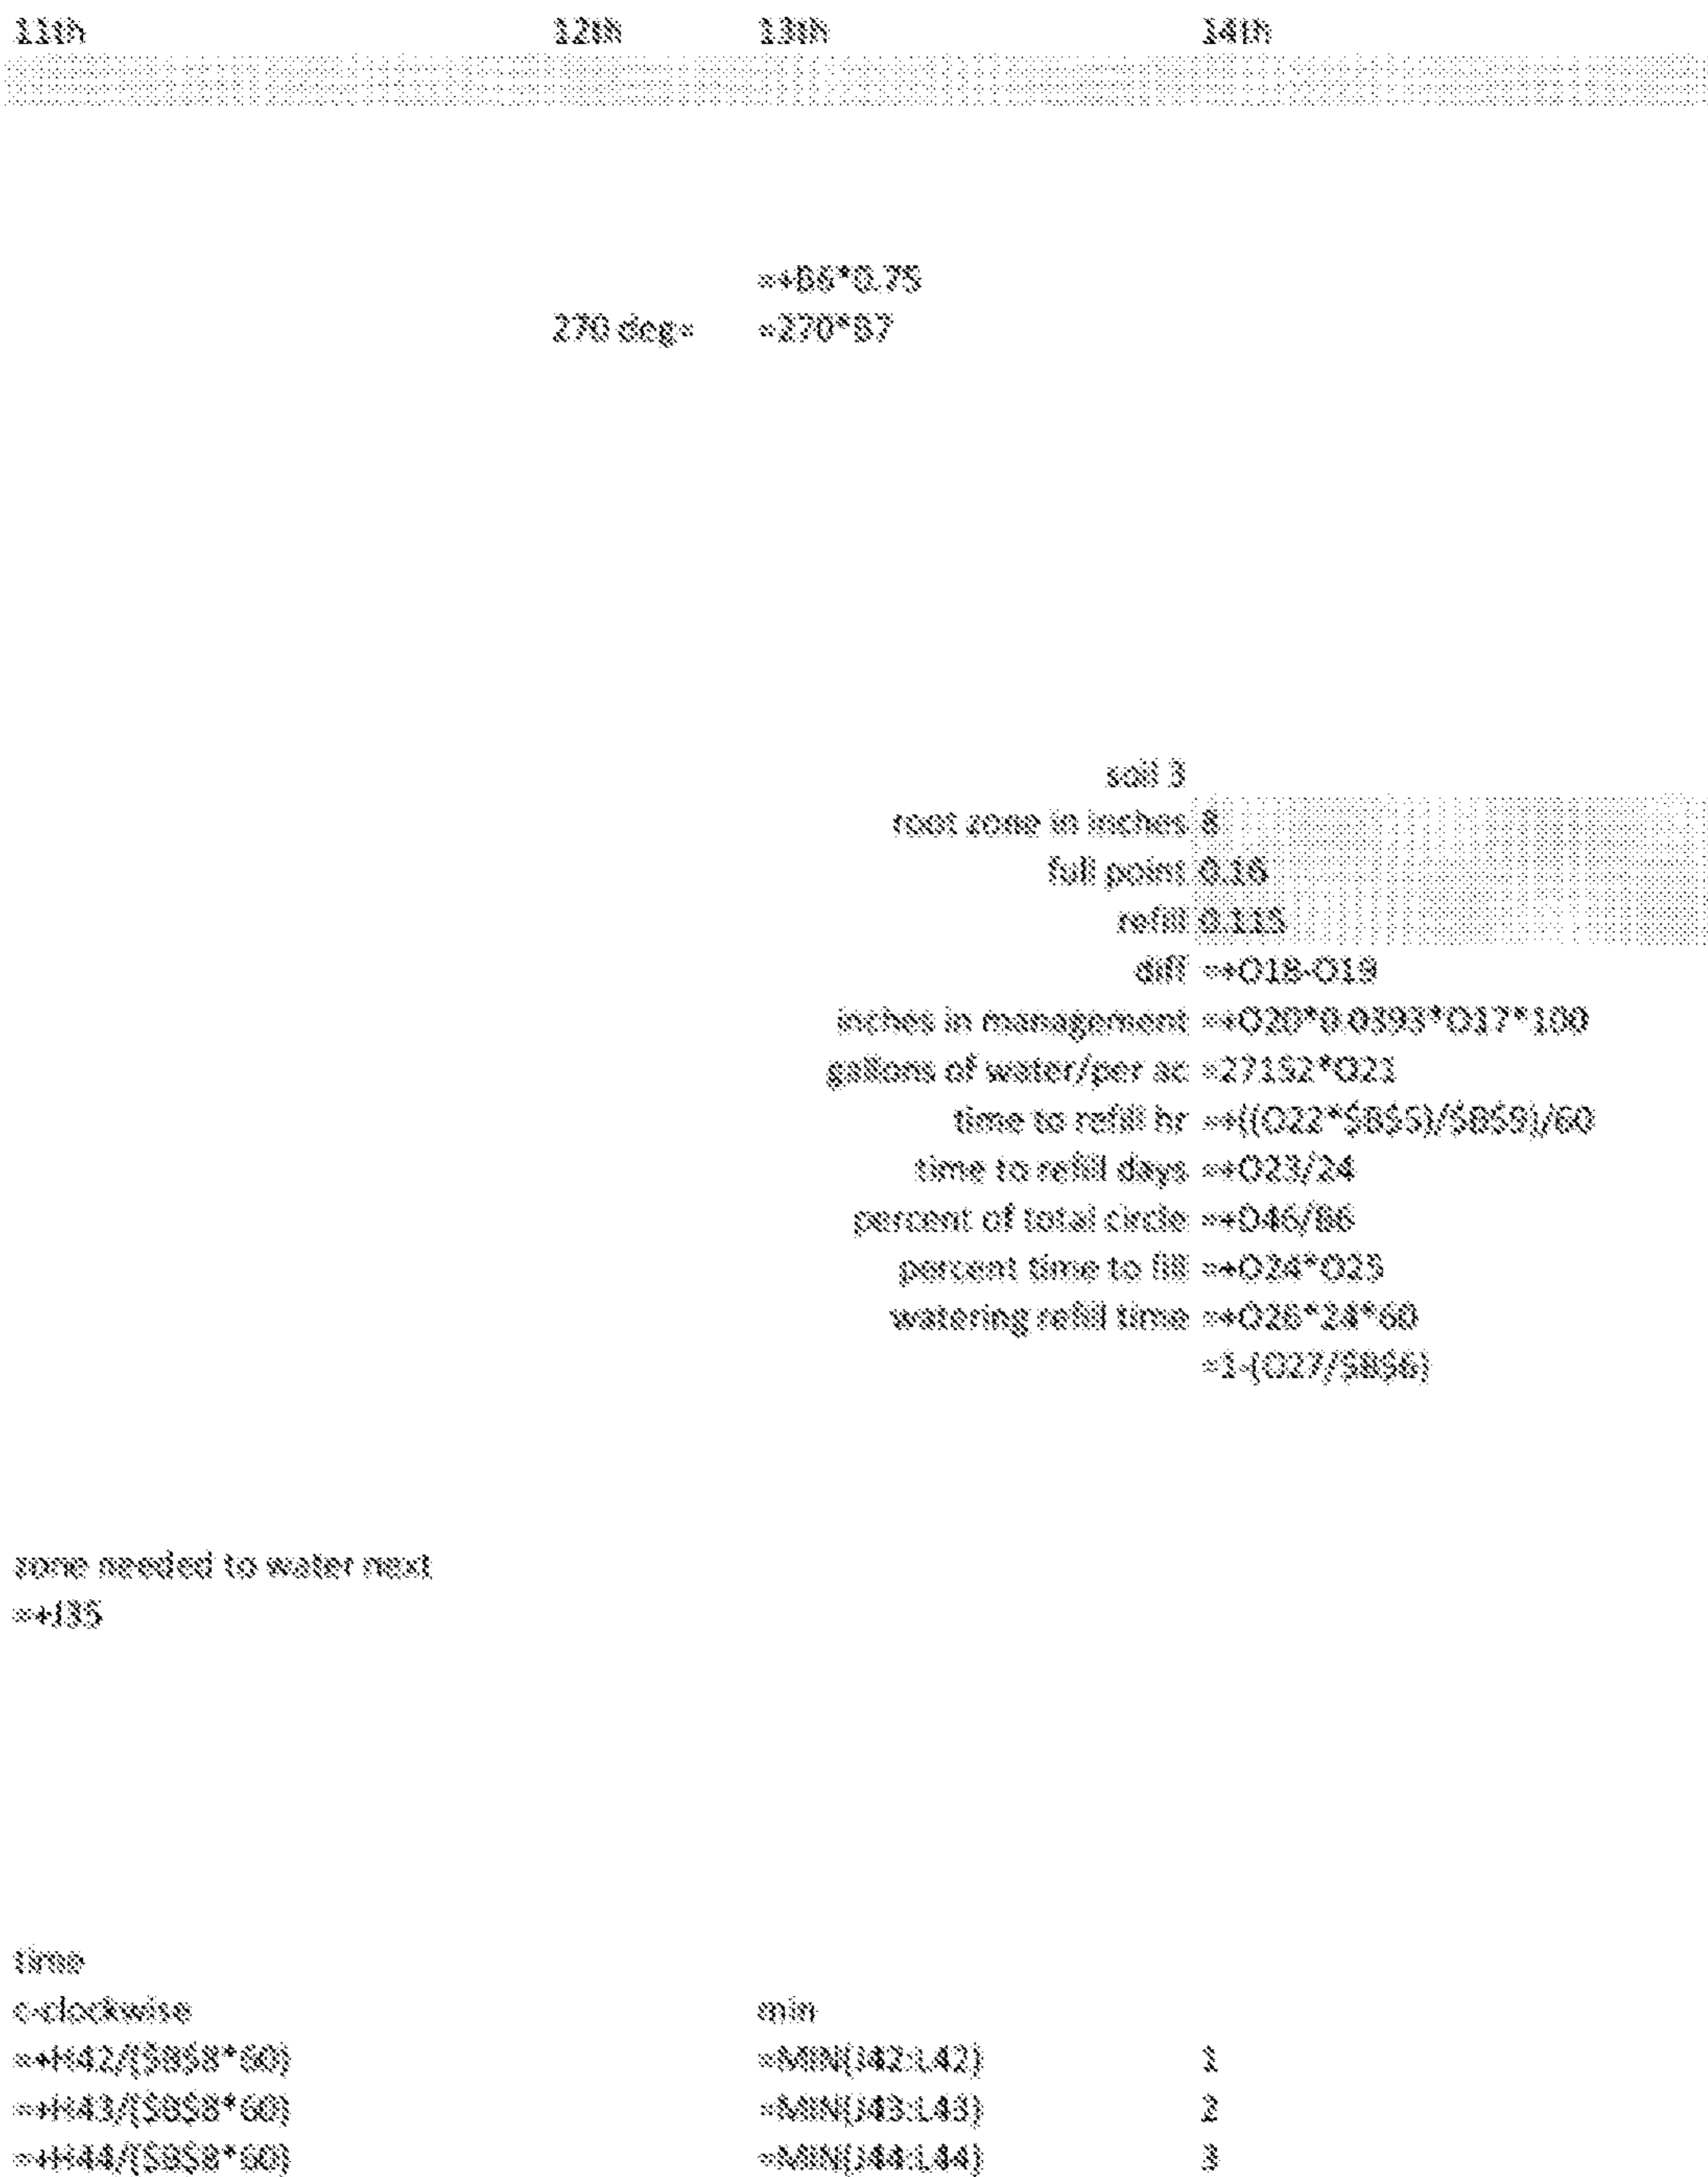 11th 12th 13th 14th
=+B6*0.75
270 deg= =270*B7
soil 3
root zone in inches 8
full point 0.16
refill 0.115
diff =+O18-O19
inches in management =+O20*0.0393*O17*100
gallons of water/per ac =27152*O21
time to refill hr =+((O22*$B$5)/$B$9)/60
time to refill days =+O23/24
percent of total circle =+O46/B6
percent time to fill =+O24*O25
watering refill time =+O26*24*60
=1-(O27/$B$6)
zone needed to water next
=+J35
time
c-clockwise min
=+H42/($B$8*60) =MIN(J42:L42) 1
=+H43/($B$8*60) =MIN(J43:L43) 2
=+H44/($B$8*60) =MIN(J44:L44) 3